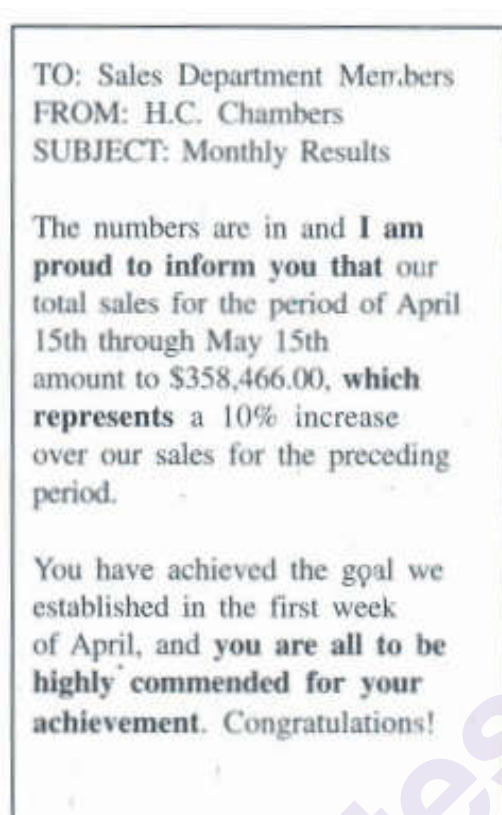 TO: Sales Department Members
FROM: H.C. Chambers
SUBJECT: Monthly Results
The numbers are in and I am
proud to inform you that our
total sales for the period of April
15th through May 15th
amount to $358,466.00, which
represents a 10% increase
over our sales for the preceding
period.
You have achieved the goal we
established in the first week
of April, and you are all to be
highly commended for your
achievement. Congratulations!